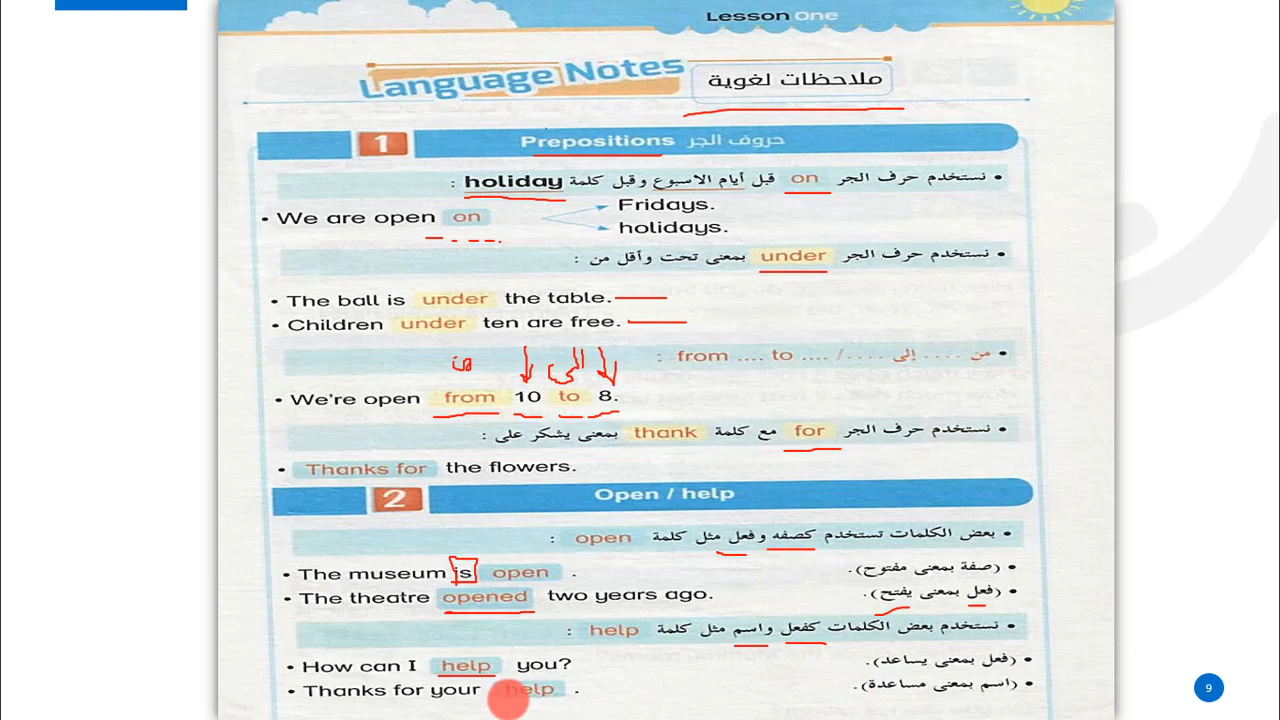 Lesson One
Language Notes ملاحظات لغوية
1 Prepositions حروف الجر
• نستخدم حرف الجر on قبل أيام الاسبوع وقبل كلمة holiday :
• We are open on
Fridays.
holidays.
• نستخدم حرف الجر under بمعنى تحت وأقل من :
• The ball is under the table.
• Children under ten are free.
• من .... إلى ..../ .... from .... to :
من الى
• We're open from 10 to 8.
• نستخدم حرف الجر for مع كلمة thank بمعنى يشكر على :
• Thanks for the flowers.
2 Open / help
• بعض الكلمات تستخدم كصفه وفعل مثل كلمة open :
• The museum is open . • (صفة بمعنى مفتوح).
• The theatre opened two years ago. • (فعل بمعنى يفتح).
• نستخدم بعض الكلمات كفعل واسم مثل كلمة help :
• How can I help you? • (فعل بمعنى يساعد).
• Thanks for your help . • (اسم بمعنى مساعدة).
9